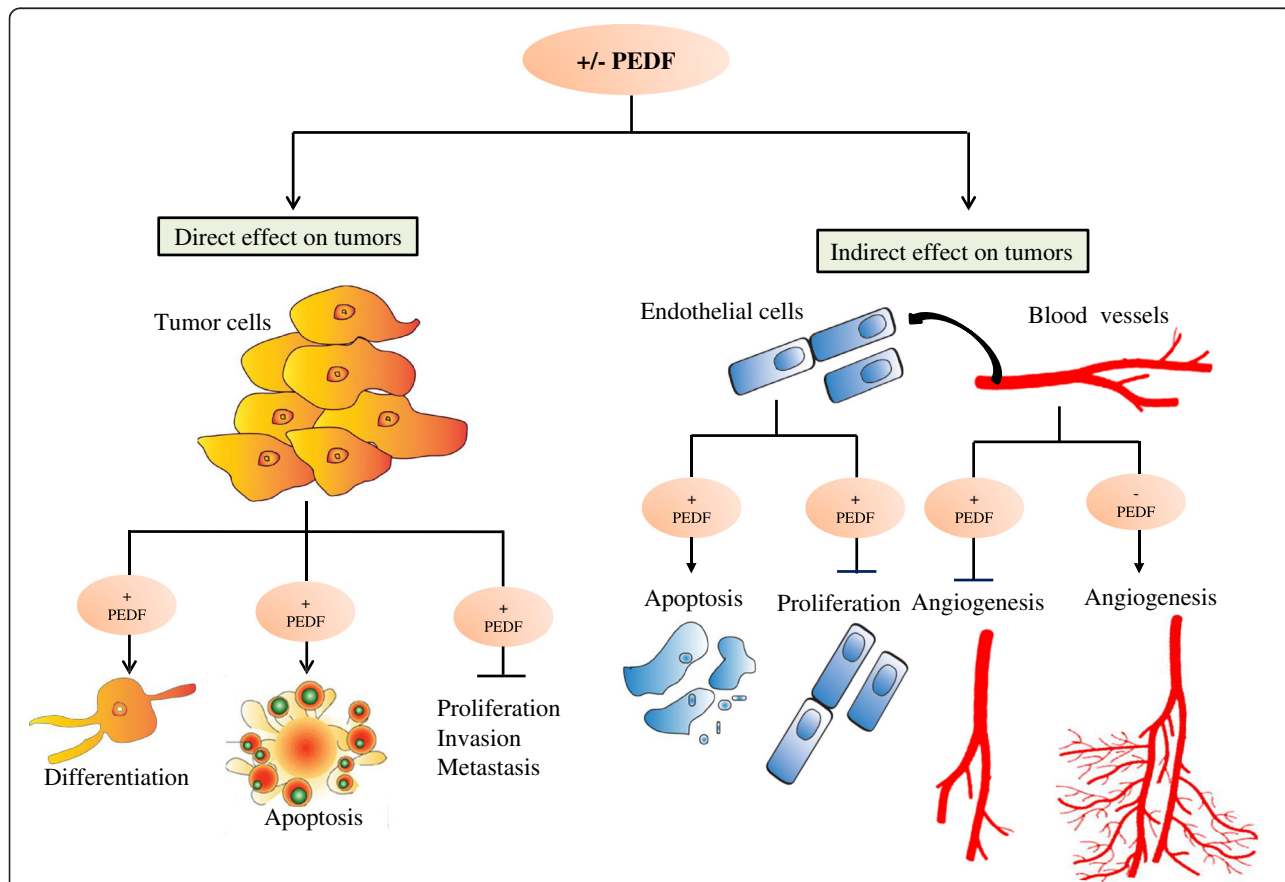 +/- PEDF
Direct effect on tumors
Tumor cells
+
PEDF
Differentiation
+
PEDF
Apoptosis
+
PEDF
Proliferation
Invasion
Metastasis
Indirect effect on tumors
Endothelial cells
Blood vessels
+
PEDF
Apoptosis
+
PEDF
Proliferation
+
PEDF
Angiogenesis
-
PEDF
Angiogenesis